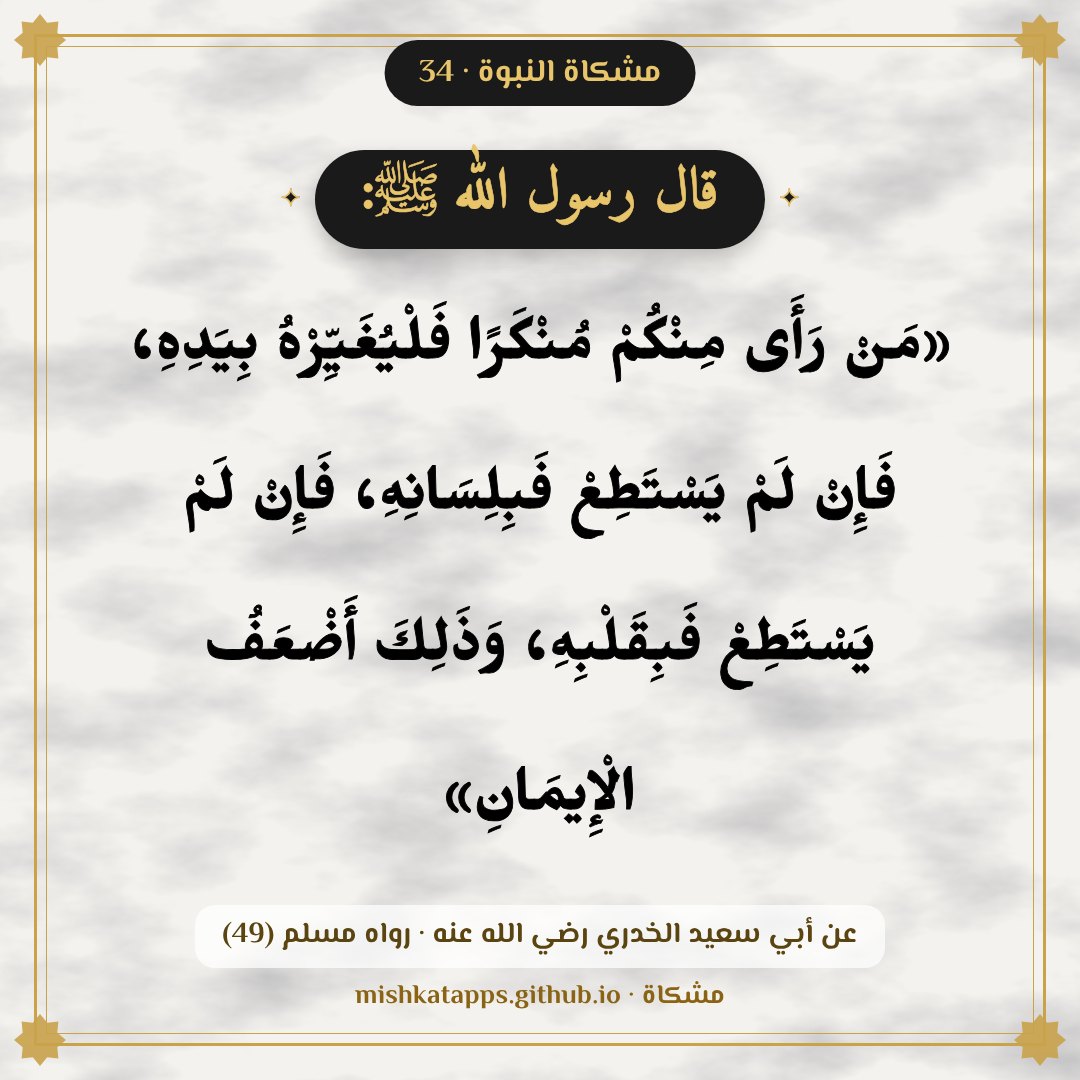 مشكاة النبوة · 34
قال رسول الله ﷺ:
«مَنْ رَأَى مِنْكُمْ مُنْكَرًا فَلْيُغَيِّرْهُ بِيَدِهِ،
فَإِنْ لَمْ يَسْتَطِعْ فَبِلِسَانِهِ، فَإِنْ لَمْ
يَسْتَطِعْ فَبِقَلْبِهِ، وَذَلِكَ أَضْعَفُ
الْإِيمَانِ»
عن أبي سعيد الخدري رضي الله عنه · رواه مسلم (49)
مشكاة · mishkatapps.github.io